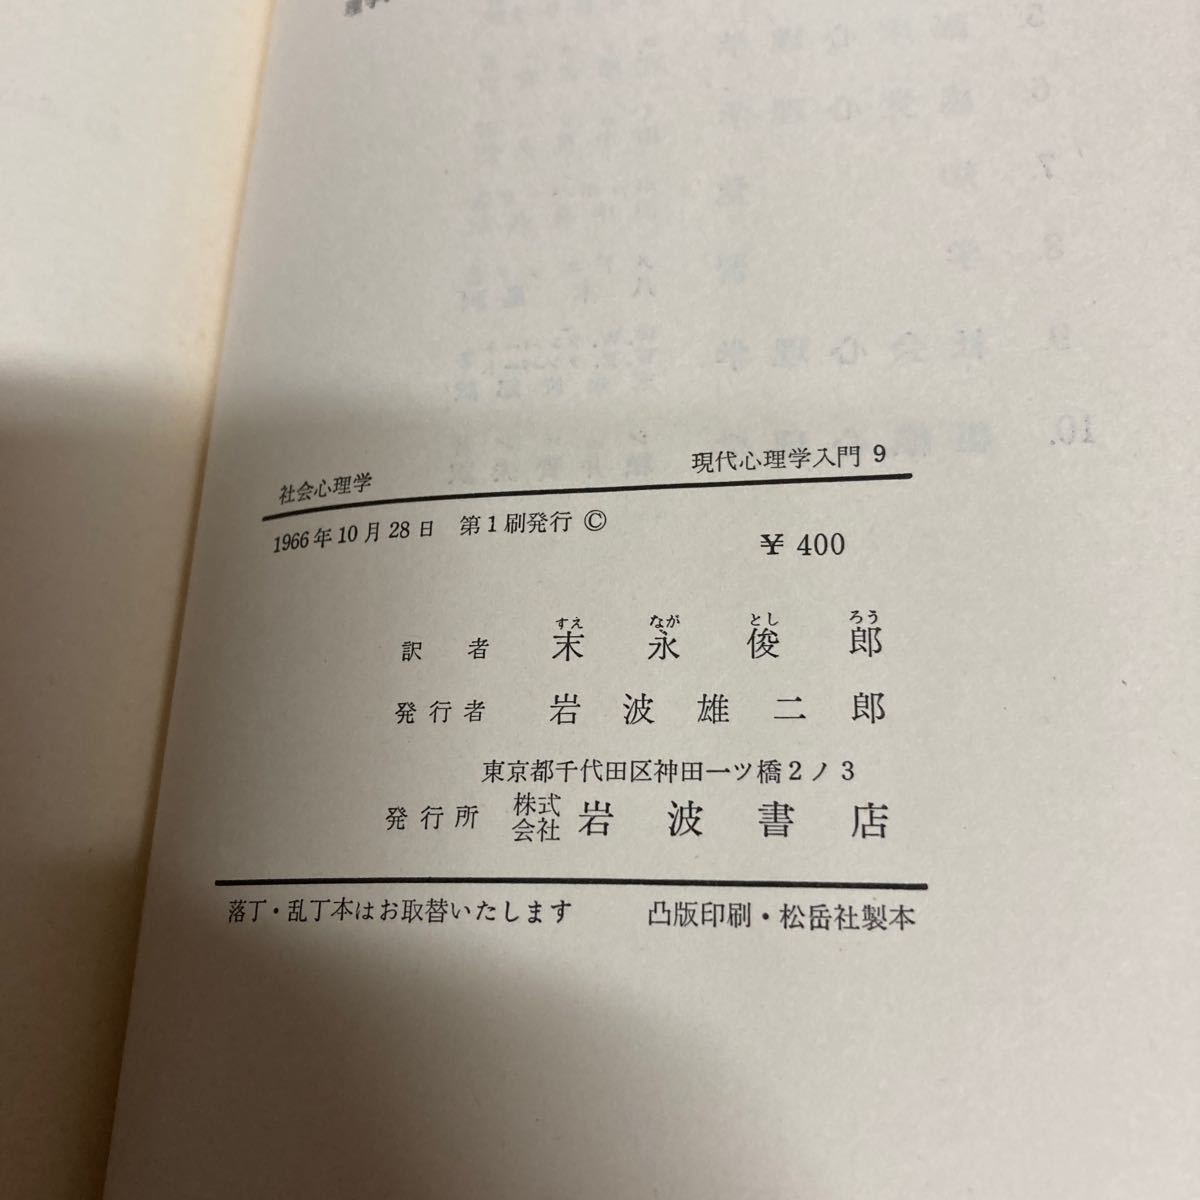 社会心理学 現代心理学入門 9
1966年10月28日 第1刷発行 ©
¥ 400
すえ なが とし ろう
訳者 末永俊郎
発行者 岩波雄二郎
東京都千代田区神田一ツ橋2ノ3
発行所 株式会社 岩波書店
落丁・乱丁本はお取替いたします 凸版印刷・松岳社製本